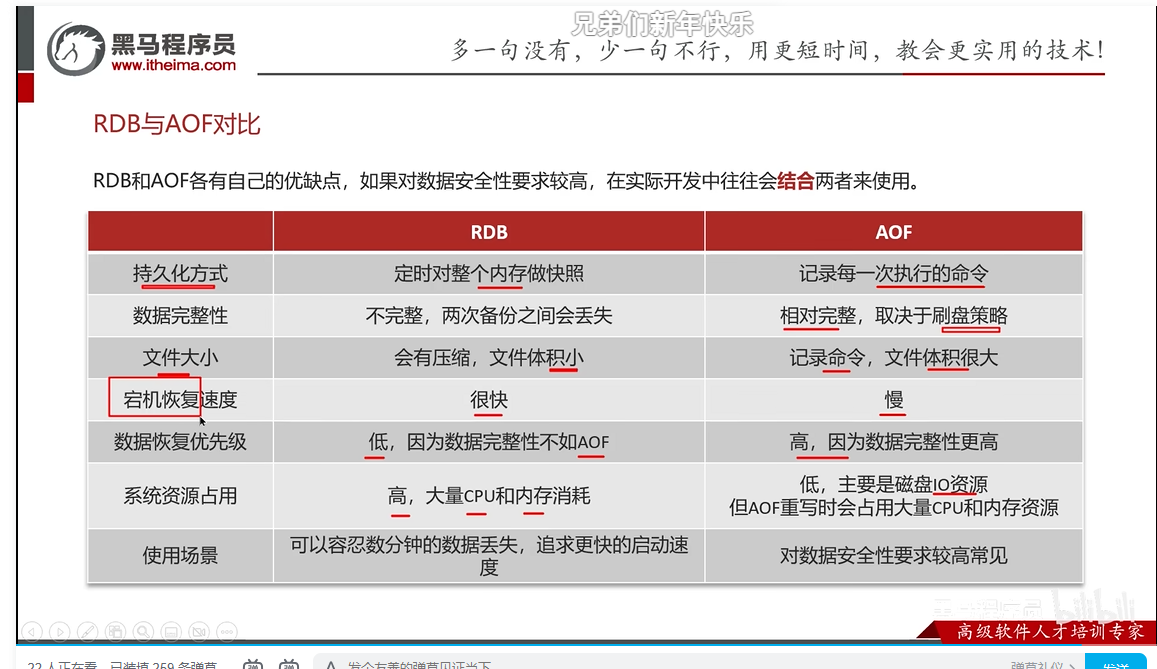 兄弟们新年快乐
黑马程序员
www.itheima.com
多一句没有，少一句不行，用更短时间，教会更实用的技术！
RDB与AOF对比
RDB和AOF各有自己的优缺点，如果对数据安全性要求较高，在实际开发中往往会结合两者来使用。
RDB AOF
持久化方式 定时对整个内存做快照 记录每一次执行的命令
数据完整性 不完整，两次备份之间会丢失 相对完整，取决于刷盘策略
文件大小 会有压缩，文件体积小 记录命令，文件体积很大
宕机恢复速度 很快 慢
数据恢复优先级 低，因为数据完整性不如AOF 高，因为数据完整性更高
系统资源占用 高，大量CPU和内存消耗 低，主要是磁盘IO资源
但AOF重写时会占用大量CPU和内存资源
使用场景 可以容忍数分钟的数据丢失，追求更快的启动速
度 对数据安全性要求较高常见
bilibili
高级软件人才培训专家
22人正在看，已装填 259 条弹幕
发个友善的弹幕见证当下
弹幕礼仪
发送